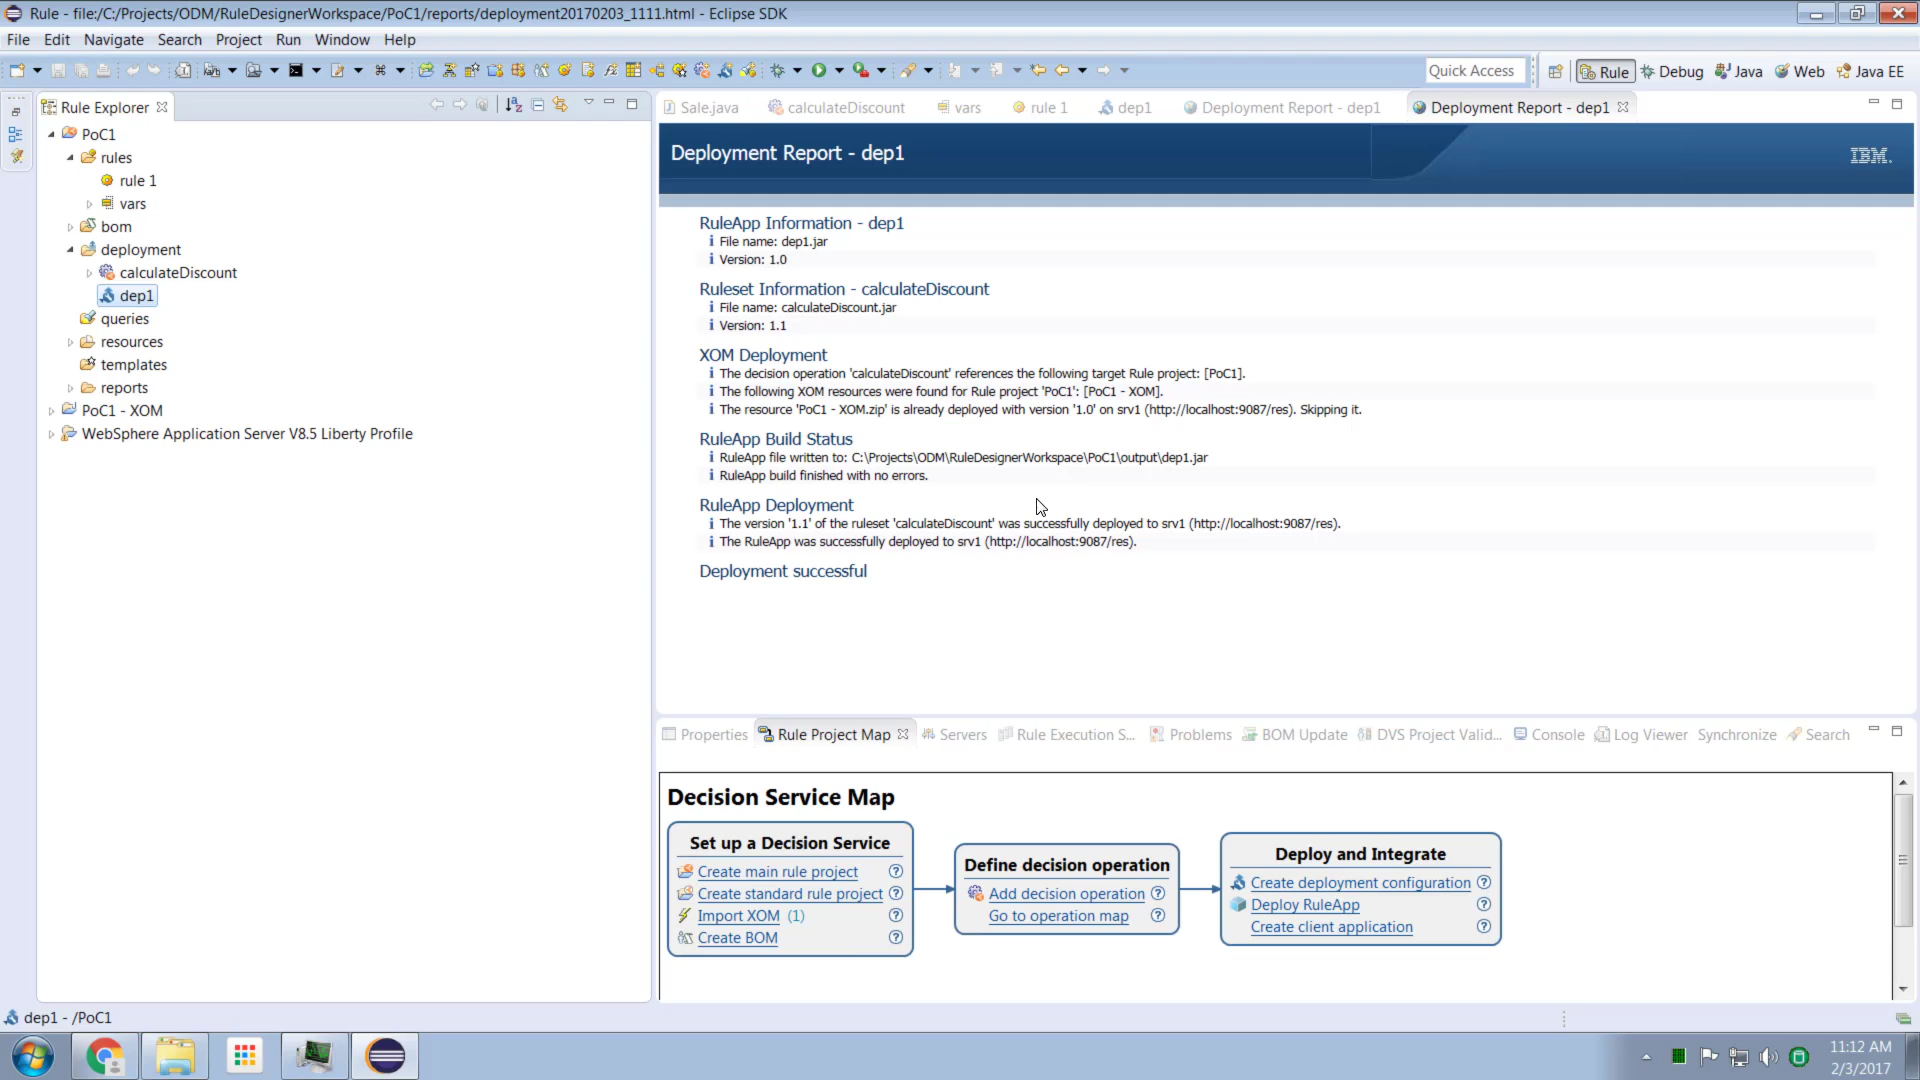 Rule - file:/C:/Projects/ODM/RuleDesignerWorkspace/PoC1/reports/deployment20170203_1111.html - Eclipse SDK
File Edit Navigate Search Project Run Window Help
Quick Access Rule Debug Java Web Java EE
Rule Explorer
PoC1
rules
rule 1
vars
bom
deployment
calculateDiscount
dep1
queries
resources
templates
reports
PoC1 - XOM
WebSphere Application Server V8.5 Liberty Profile
Sale.java calculateDiscount vars rule 1 dep1 Deployment Report - dep1 Deployment Report - dep1
Deployment Report - dep1
IBM.
RuleApp Information - dep1
File name: dep1.jar
Version: 1.0
Ruleset Information - calculateDiscount
File name: calculateDiscount.jar
Version: 1.1
XOM Deployment
The decision operation 'calculateDiscount' references the following target Rule project: [PoC1].
The following XOM resources were found for Rule project 'PoC1': [PoC1 - XOM].
The resource 'PoC1 - XOM.zip' is already deployed with version '1.0' on srv1 (http://localhost:9087/res). Skipping it.
RuleApp Build Status
RuleApp file written to: C:\Projects\ODM\RuleDesignerWorkspace\PoC1\output\dep1.jar
RuleApp build finished with no errors.
RuleApp Deployment
The version '1.1' of the ruleset 'calculateDiscount' was successfully deployed to srv1 (http://localhost:9087/res).
The RuleApp was successfully deployed to srv1 (http://localhost:9087/res).
Deployment successful
Properties Rule Project Map Servers Rule Execution S... Problems BOM Update DVS Project Valid... Console Log Viewer Synchronize Search
Decision Service Map
Set up a Decision Service
Create main rule project
Create standard rule project
Import XOM (1)
Create BOM
Define decision operation
Add decision operation
Go to operation map
Deploy and Integrate
Create deployment configuration
Deploy RuleApp
Create client application
dep1 - /PoC1
11:12 AM
2/3/2017